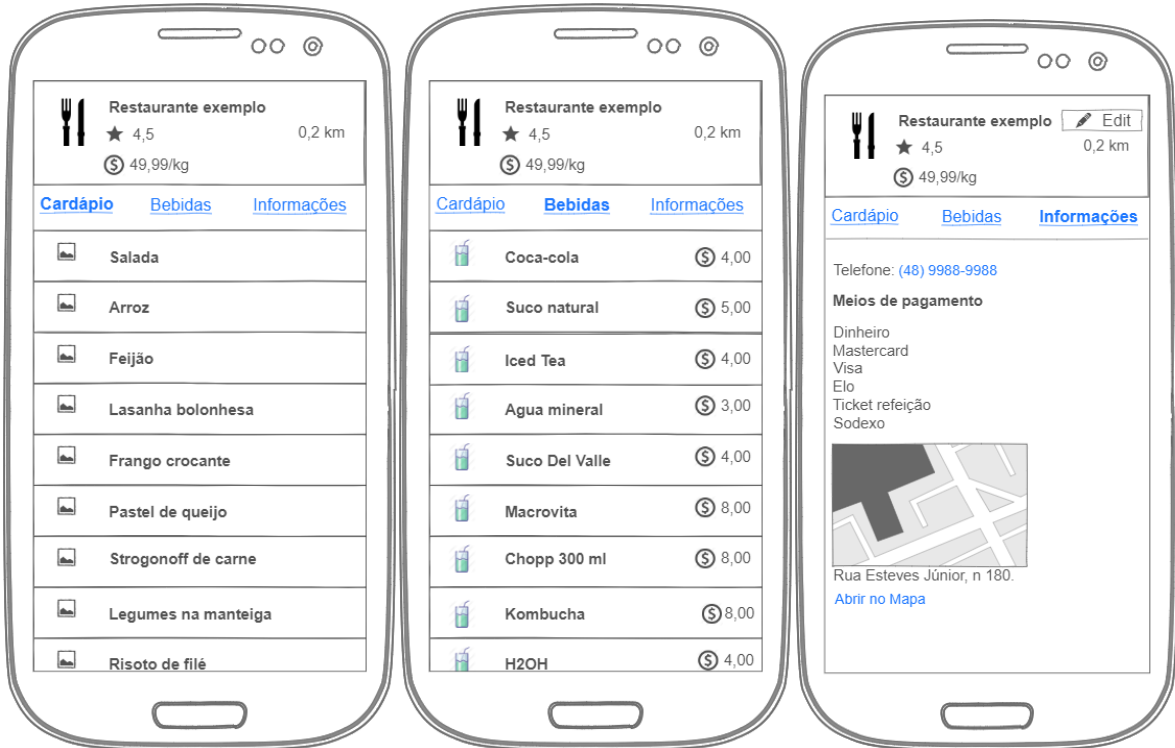 Restaurante exemplo
4,5 0,2 km
49,99/kg
Cardápio Bebidas Informações
Salada
Arroz
Feijão
Lasanha bolonhesa
Frango crocante
Pastel de queijo
Strogonoff de carne
Legumes na manteiga
Risoto de filé
Restaurante exemplo
4,5 0,2 km
49,99/kg
Cardápio Bebidas Informações
Coca-cola $ 4,00
Suco natural $ 5,00
Iced Tea $ 4,00
Agua mineral $ 3,00
Suco Del Valle $ 4,00
Macrovita $ 8,00
Chopp 300 ml $ 8,00
Kombucha $ 8,00
H2OH $ 4,00
Restaurante exemplo Edit
4,5 0,2 km
$ 49,99/kg
Cardápio Bebidas Informações
Telefone: (48) 9988-9988
Meios de pagamento
Dinheiro
Mastercard
Visa
Elo
Ticket refeição
Sodexo
Rua Esteves Júnior, n 180.
Abrir no Mapa